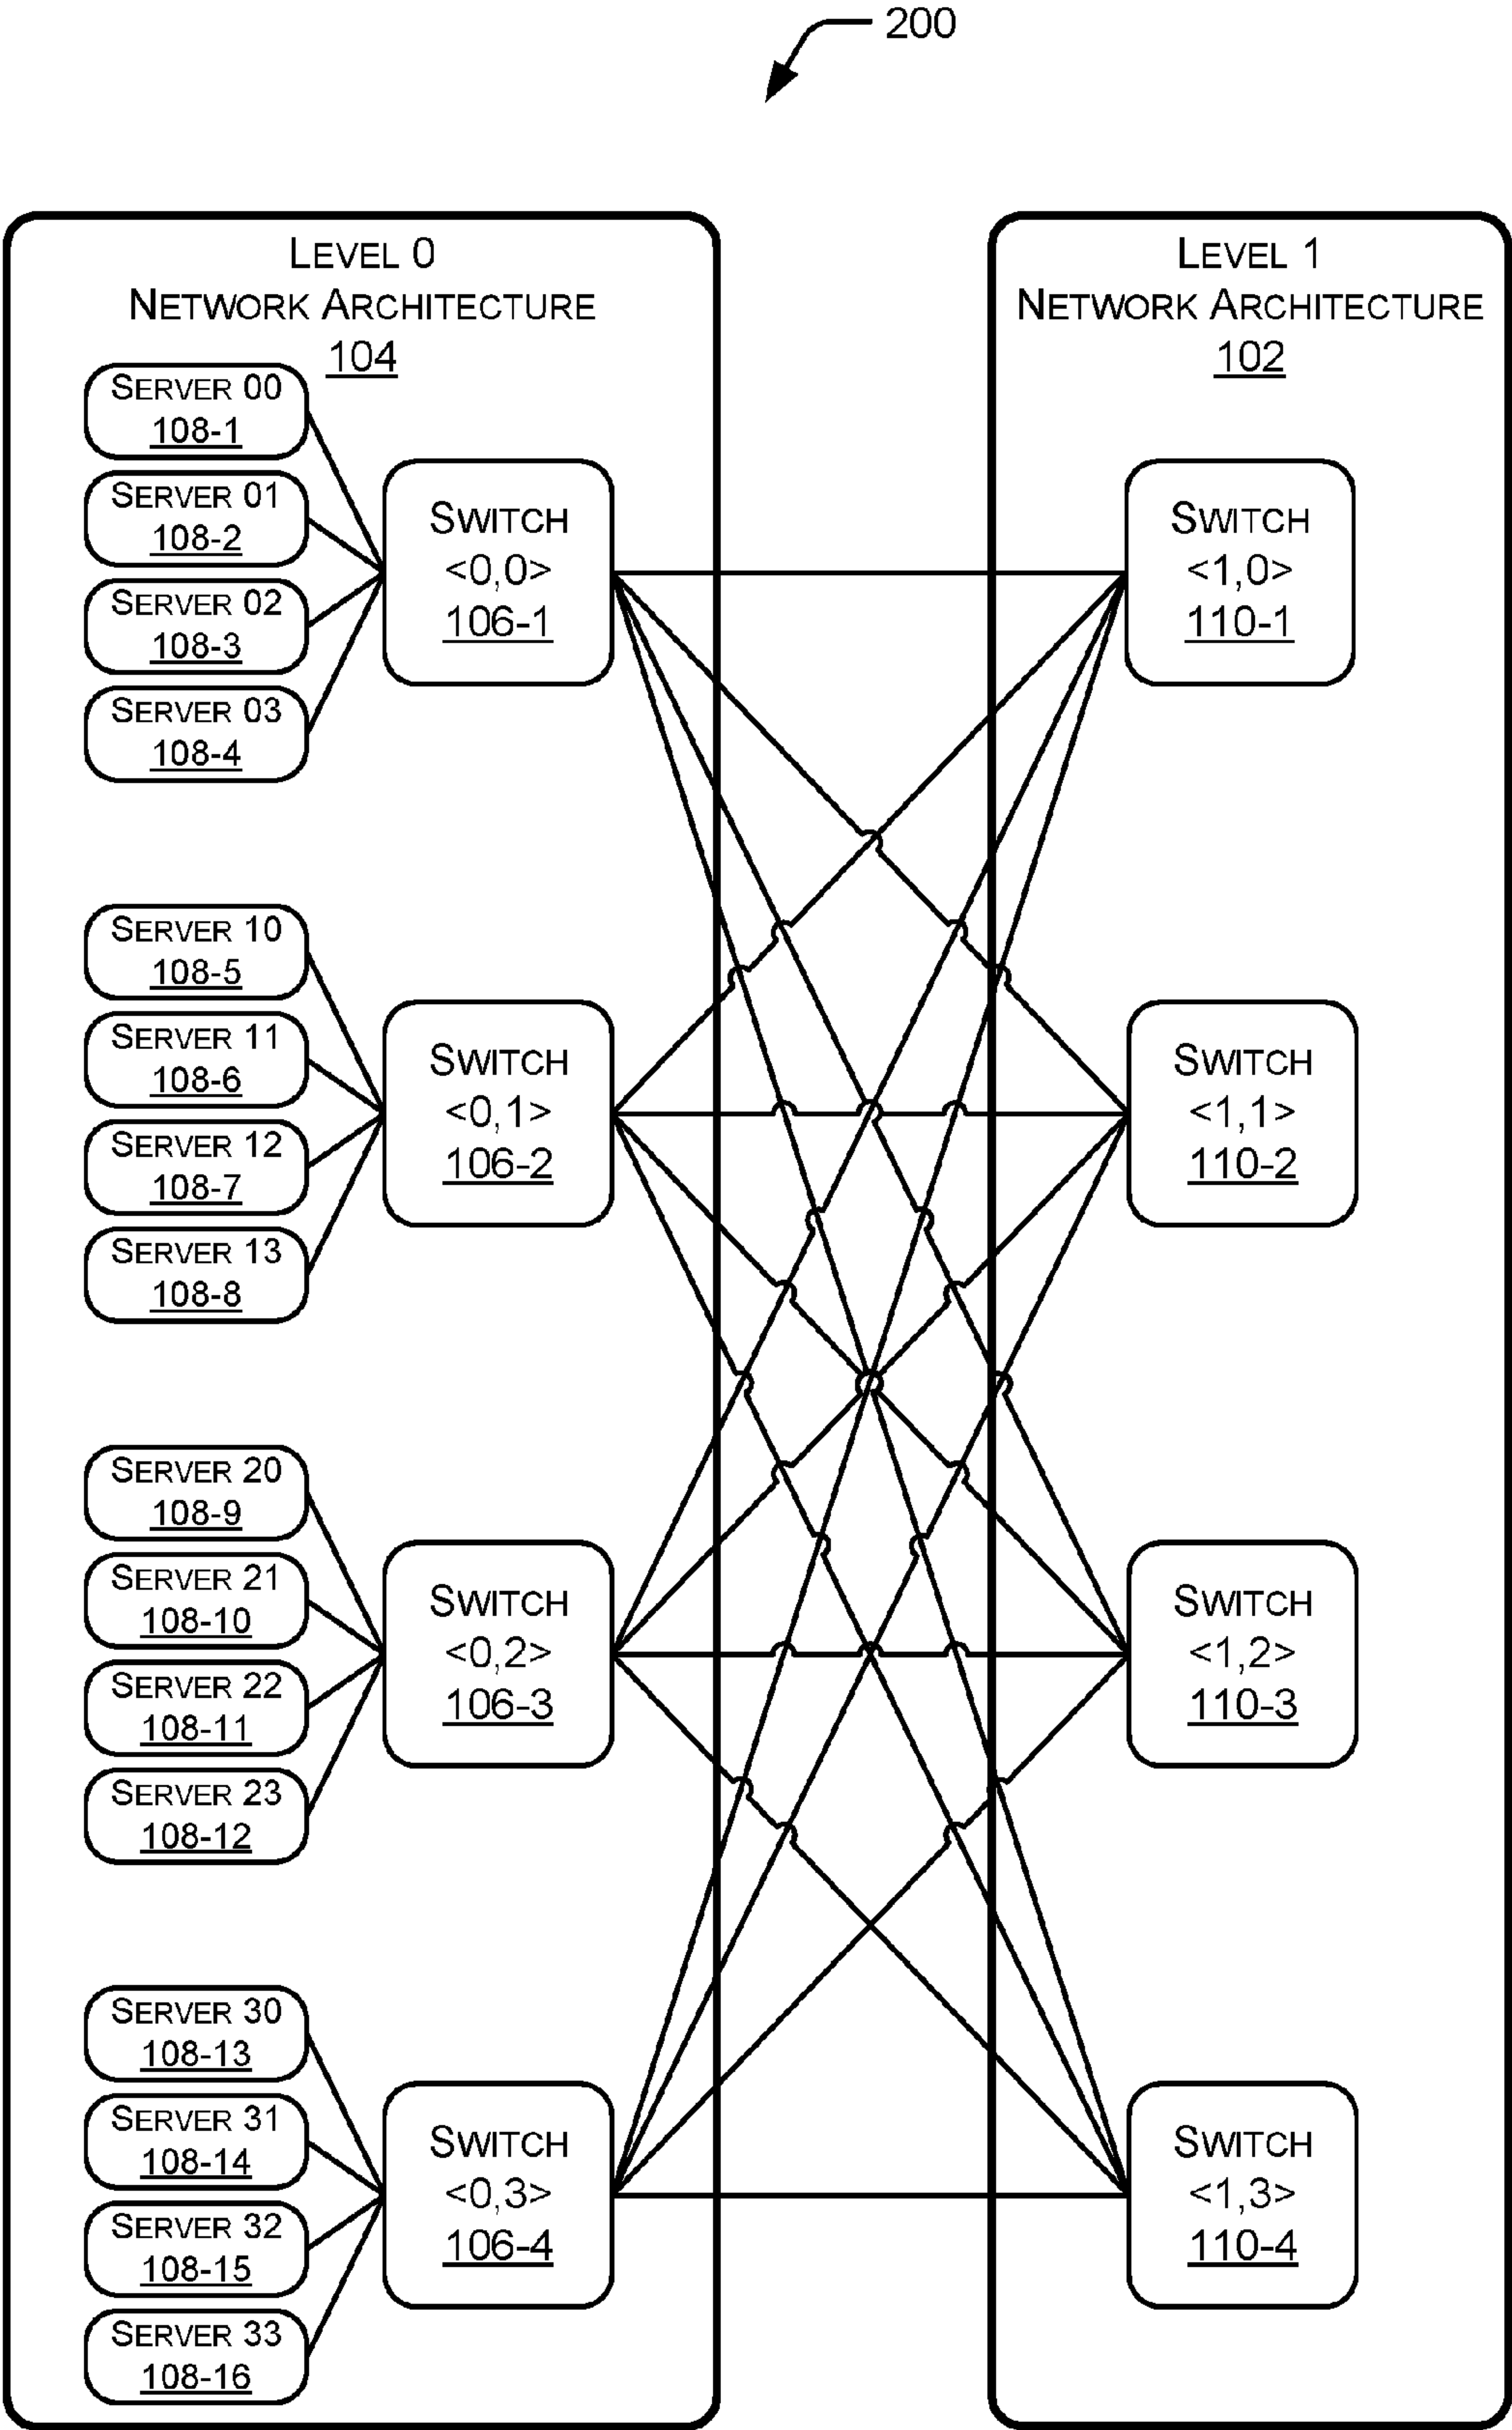 200
LEVEL 0
NETWORK ARCHITECTURE
104
SERVER 00
108-1
SERVER 01
108-2
SERVER 02
108-3
SERVER 03
108-4
SWITCH
<0,0>
106-1
SERVER 10
108-5
SERVER 11
108-6
SERVER 12
108-7
SERVER 13
108-8
SWITCH
<0,1>
106-2
SERVER 20
108-9
SERVER 21
108-10
SERVER 22
108-11
SERVER 23
108-12
SWITCH
<0,2>
106-3
SERVER 30
108-13
SERVER 31
108-14
SERVER 32
108-15
SERVER 33
108-16
SWITCH
<0,3>
106-4
LEVEL 1
NETWORK ARCHITECTURE
102
SWITCH
<1,0>
110-1
SWITCH
<1,1>
110-2
SWITCH
<1,2>
110-3
SWITCH
<1,3>
110-4